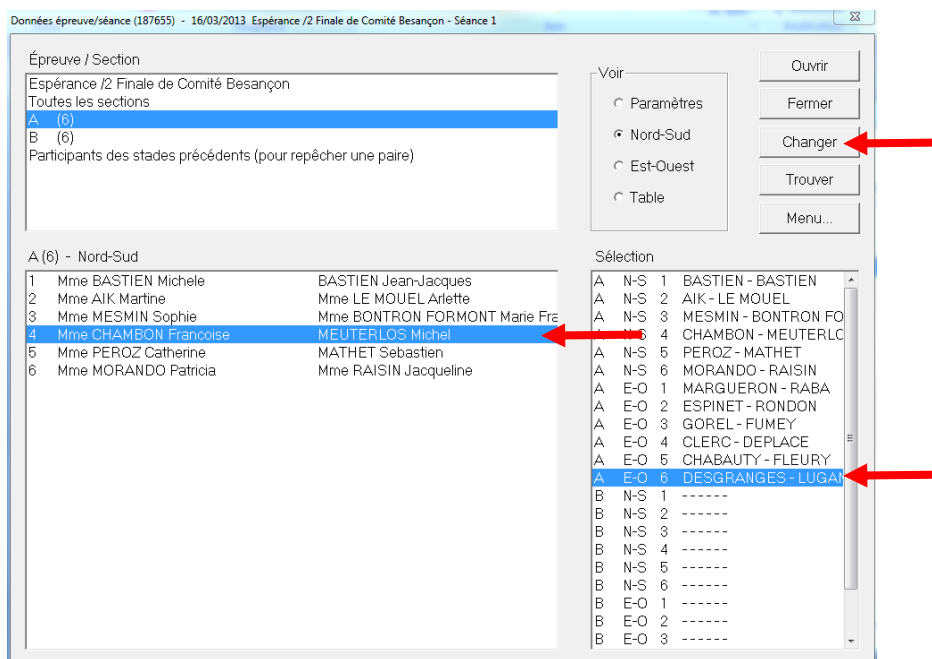 Données épreuve/séance (187655) - 16/03/2013 Espérance /2 Finale de Comité Besançon - Séance 1
Épreuve / Section
Espérance /2 Finale de Comité Besançon
Toutes les sections
A (6)
B (6)
Participants des stades précédents (pour repêcher une paire)
Voir
Paramètres
Nord-Sud
Est-Ouest
Table
Ouvrir
Fermer
Changer
Trouver
Menu...
A (6) - Nord-Sud
1 Mme BASTIEN Michele BASTIEN Jean-Jacques
2 Mme AIK Martine Mme LE MOUEL Arlette
3 Mme MESMIN Sophie Mme BONTRON FORMONT Marie Fra
4 Mme CHAMBON Francoise MEUTERLOS Michel
5 Mme PEROZ Catherine MATHET Sebastien
6 Mme MORANDO Patricia Mme RAISIN Jacqueline
Sélection
A N-S 1 BASTIEN - BASTIEN
A N-S 2 AIK - LE MOUEL
A N-S 3 MESMIN - BONTRON FO
A N-S 4 CHAMBON - MEUTERLC
A N-S 5 PEROZ - MATHET
A N-S 6 MORANDO - RAISIN
A E-O 1 MARGUERON - RABA
A E-O 2 ESPINET - RONDON
A E-O 3 GOREL - FUMEY
A E-O 4 CLERC - DEPLACE
A E-O 5 CHABAUTY - FLEURY
A E-O 6 DESGRANGES - LUGAN
B N-S 1 ------
B N-S 2 ------
B N-S 3 ------
B N-S 4 ------
B N-S 5 ------
B N-S 6 ------
B E-O 1 ------
B E-O 2 ------
B E-O 3 ------